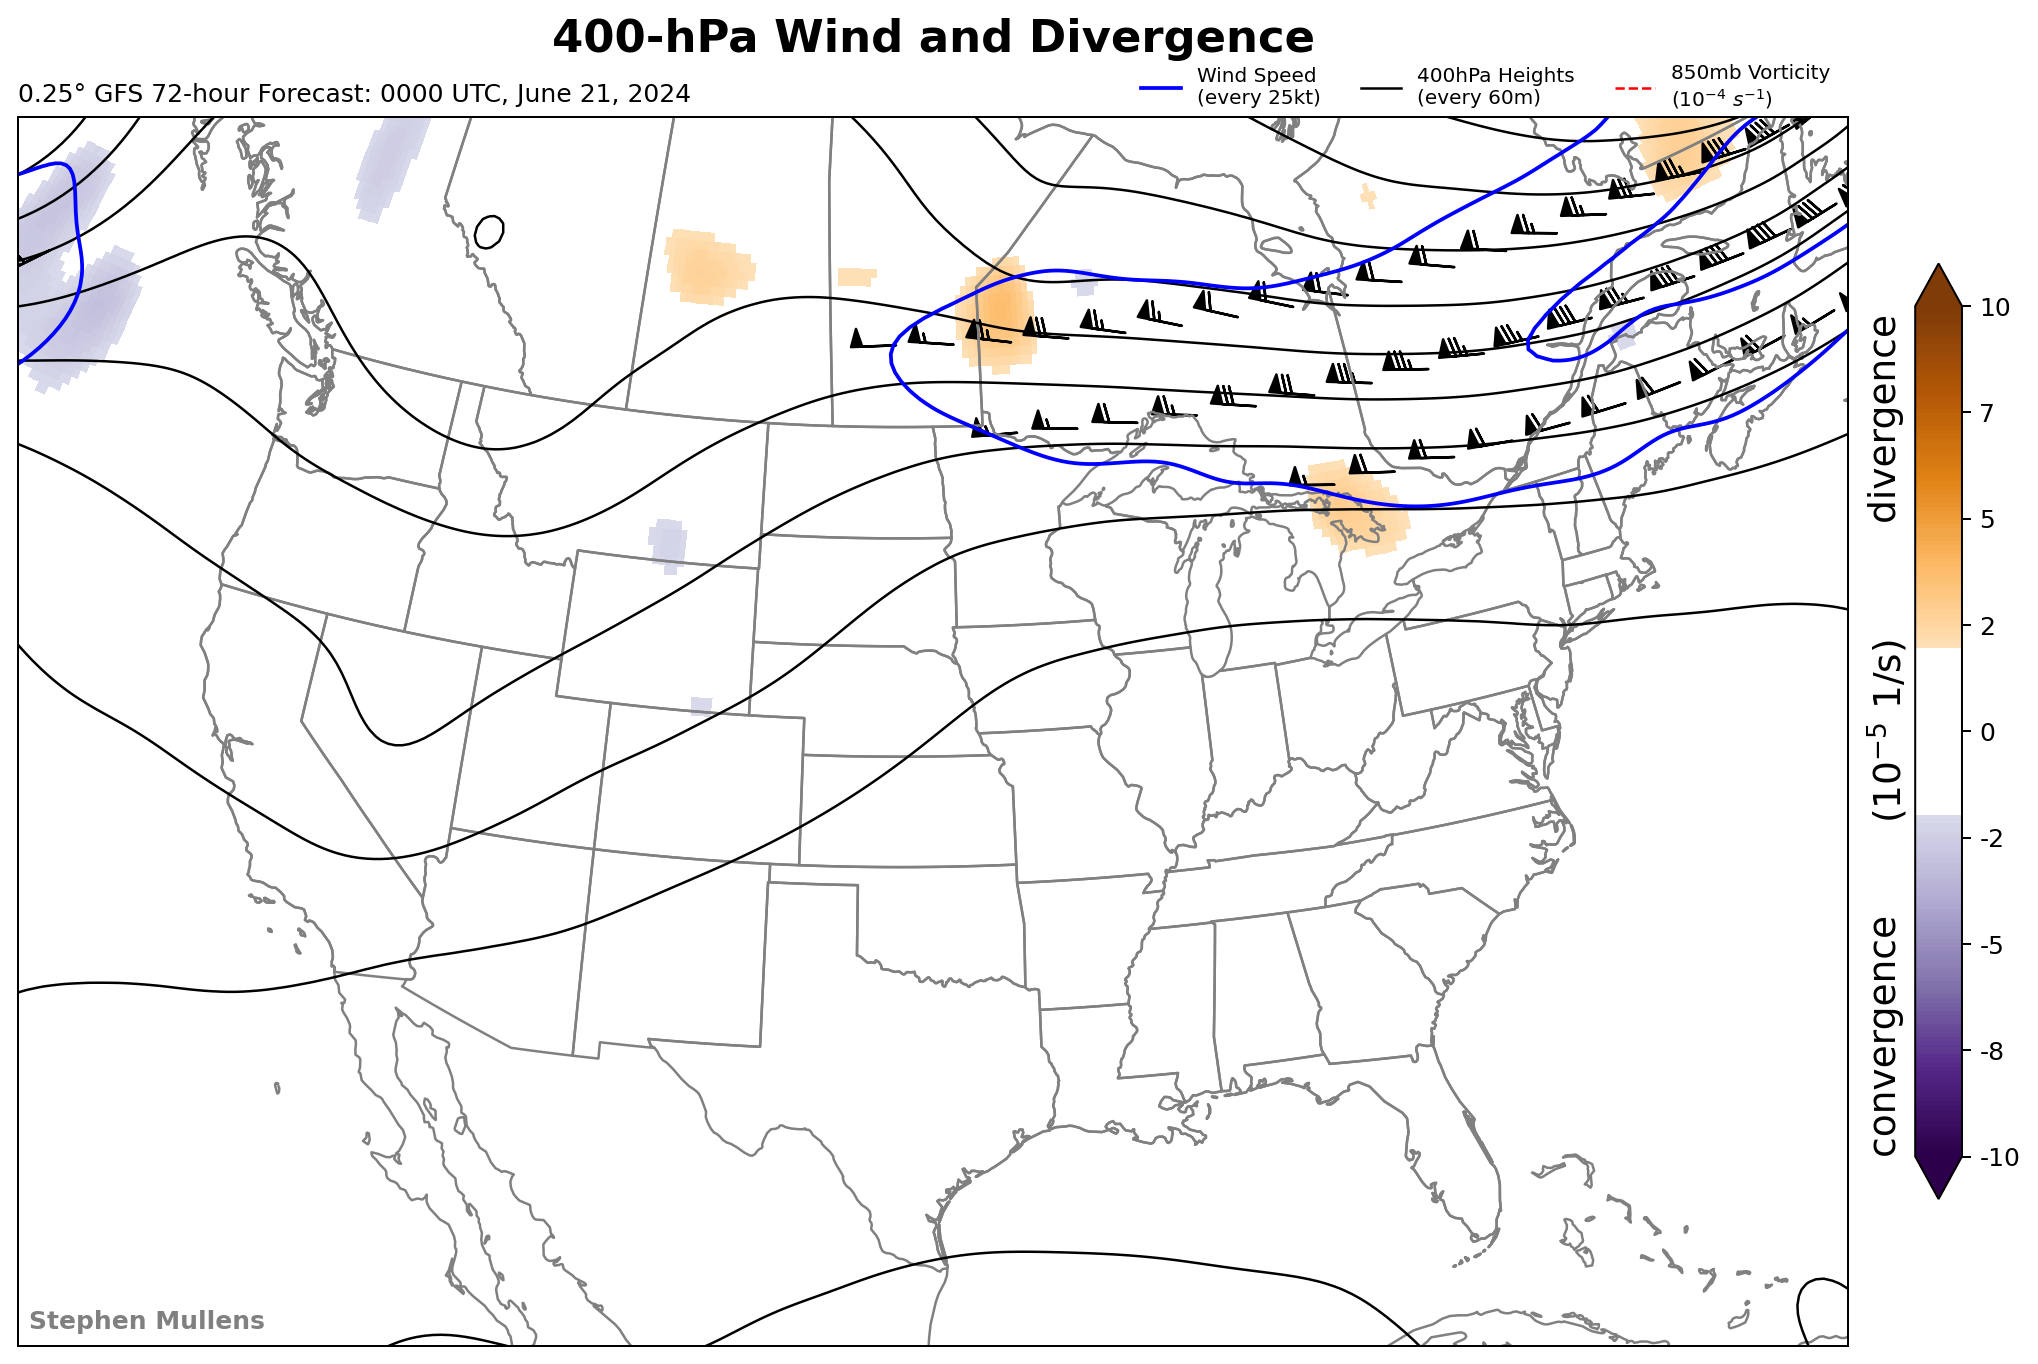 400-hPa Wind and Divergence
0.25° GFS 72-hour Forecast: 0000 UTC, June 21, 2024
Wind Speed
(every 25kt)
400hPa Heights
(every 60m)
850mb Vorticity
(10⁻⁴ s⁻¹)
10
7
5
2
0
-2
-5
-8
-10
convergence (10⁻⁵ 1/s) divergence
Stephen Mullens